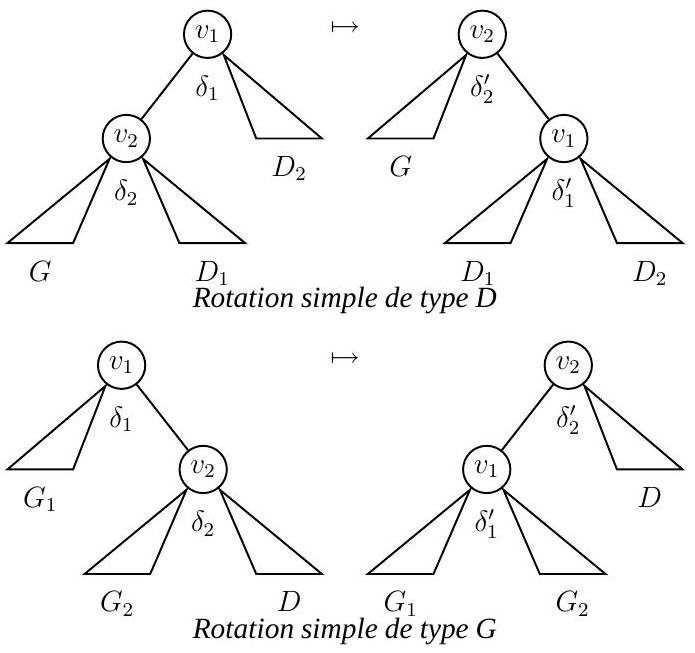 v₁ ↦ v₂
δ₁ δ′₂
v₂ D₂ G v₁
δ₂ δ′₁
G D₁ D₁ D₂
Rotation simple de type D
v₁ ↦ v₂
δ₁ δ′₂
G₁ v₂ v₁ D
δ₂ δ′₁
G₂ D G₁ G₂
Rotation simple de type G